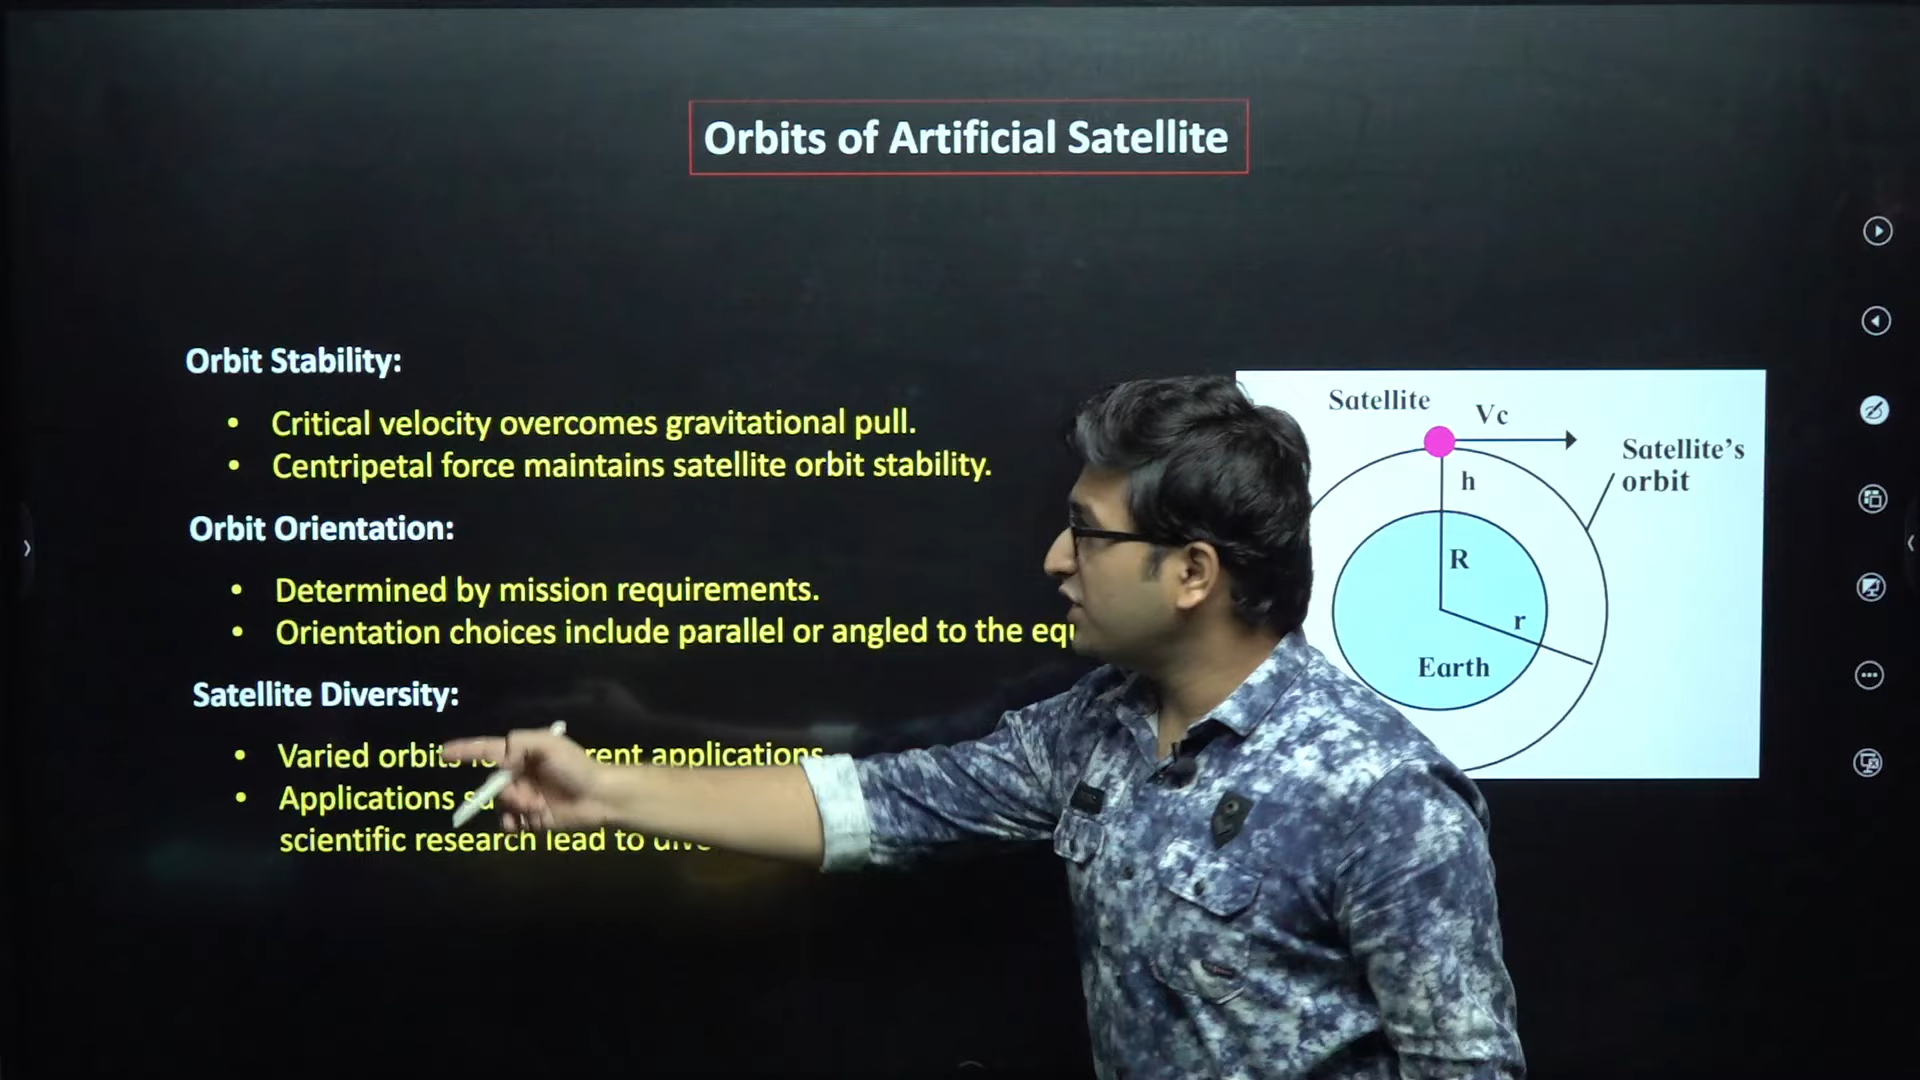 Orbits of Artificial Satellite
Orbit Stability:
• Critical velocity overcomes gravitational pull.
• Centripetal force maintains satellite orbit stability.
Orbit Orientation:
• Determined by mission requirements.
• Orientation choices include parallel or angled to the
Satellite Diversity:
• Varied orbits applications.
• Applications
scientific research lead to
Satellite
Vc
Satellite's
orbit
h
R
r
Earth